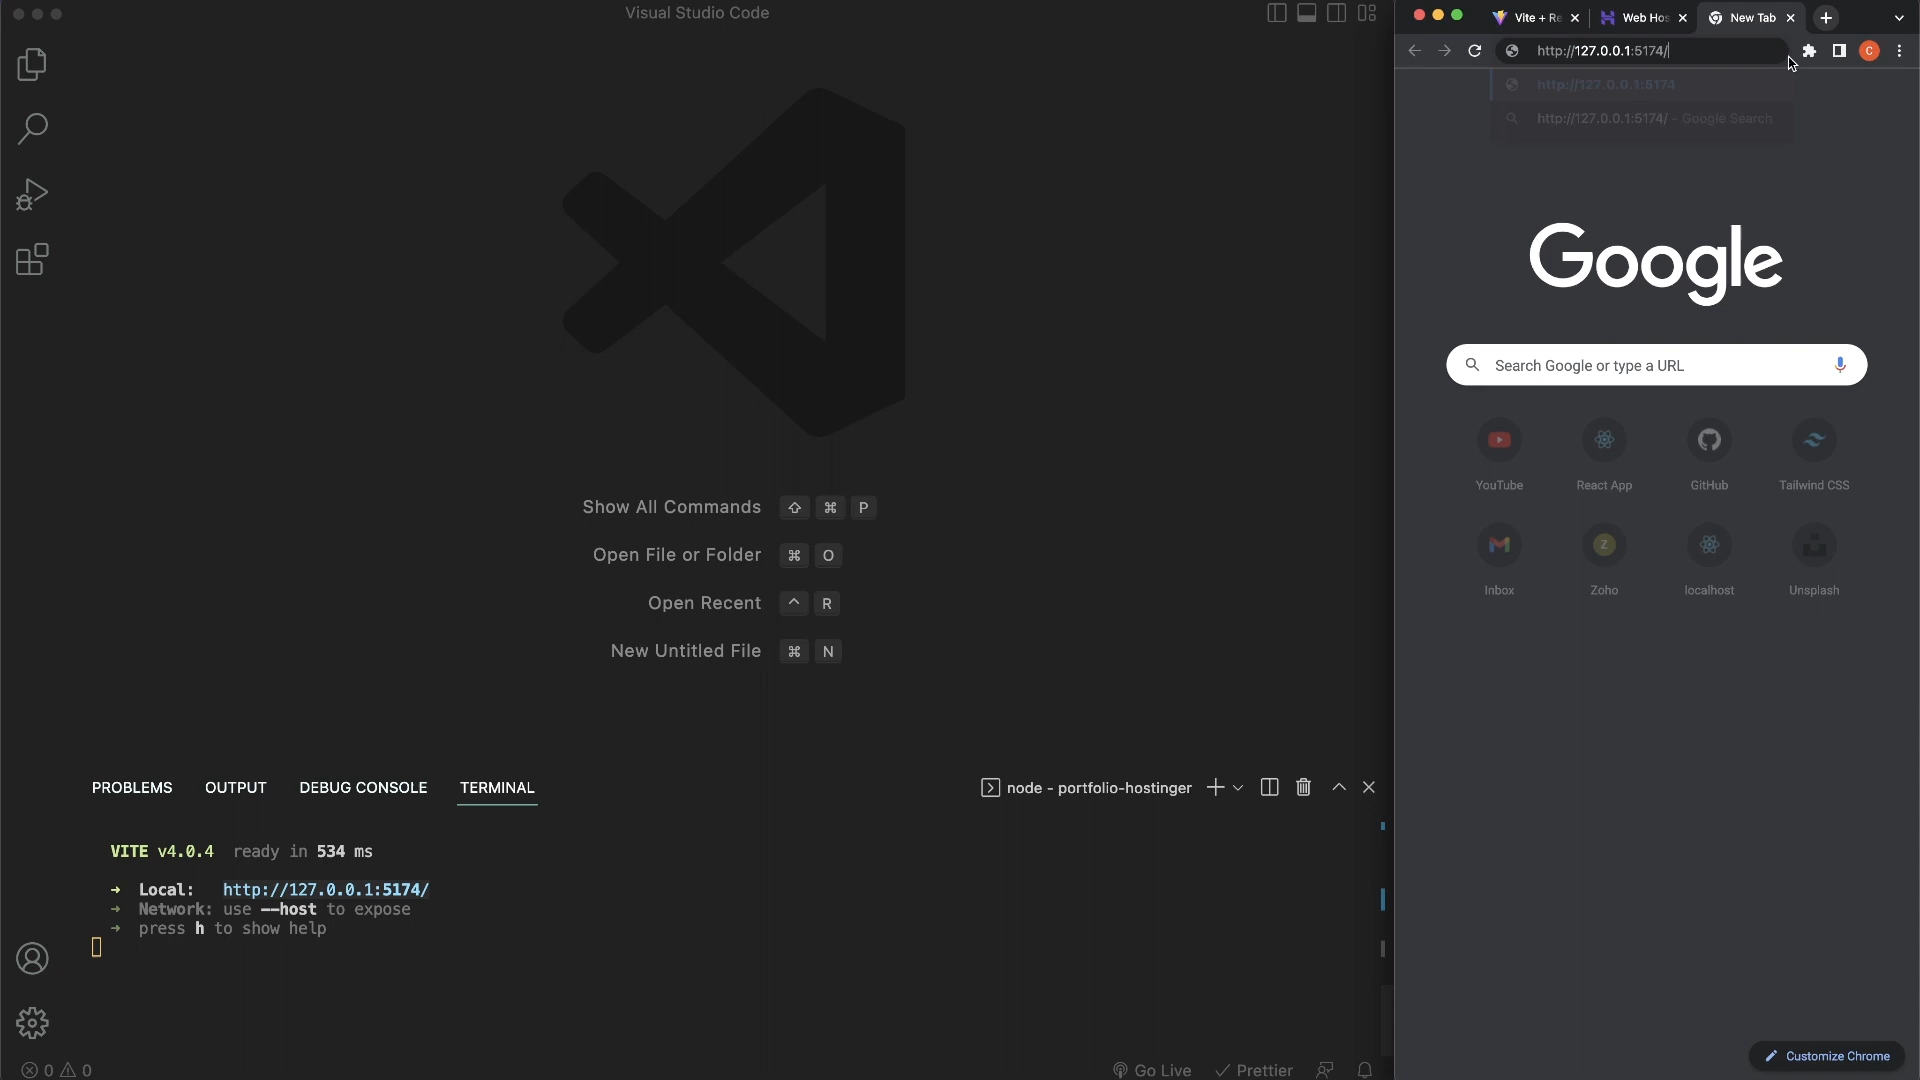 Visual Studio Code
Show All Commands ⇧ ⌘ P
Open File or Folder ⌘ O
Open Recent ^ R
New Untitled File ⌘ N
PROBLEMS OUTPUT DEBUG CONSOLE TERMINAL
node - portfolio-hostinger
VITE v4.0.4 ready in 534 ms
➜ Local: http://127.0.0.1:5174/
➜ Network: use --host to expose
➜ press h to show help
0 0
Go Live Prettier
Vite + Re Web Hos New Tab
http://127.0.0.1:5174/
C
http://127.0.0.1:5174
http://127.0.0.1:5174/ - Google Search
Google
Search Google or type a URL
YouTube React App GitHub Tailwind CSS
Z
Inbox Zoho localhost Unsplash
Customize Chrome